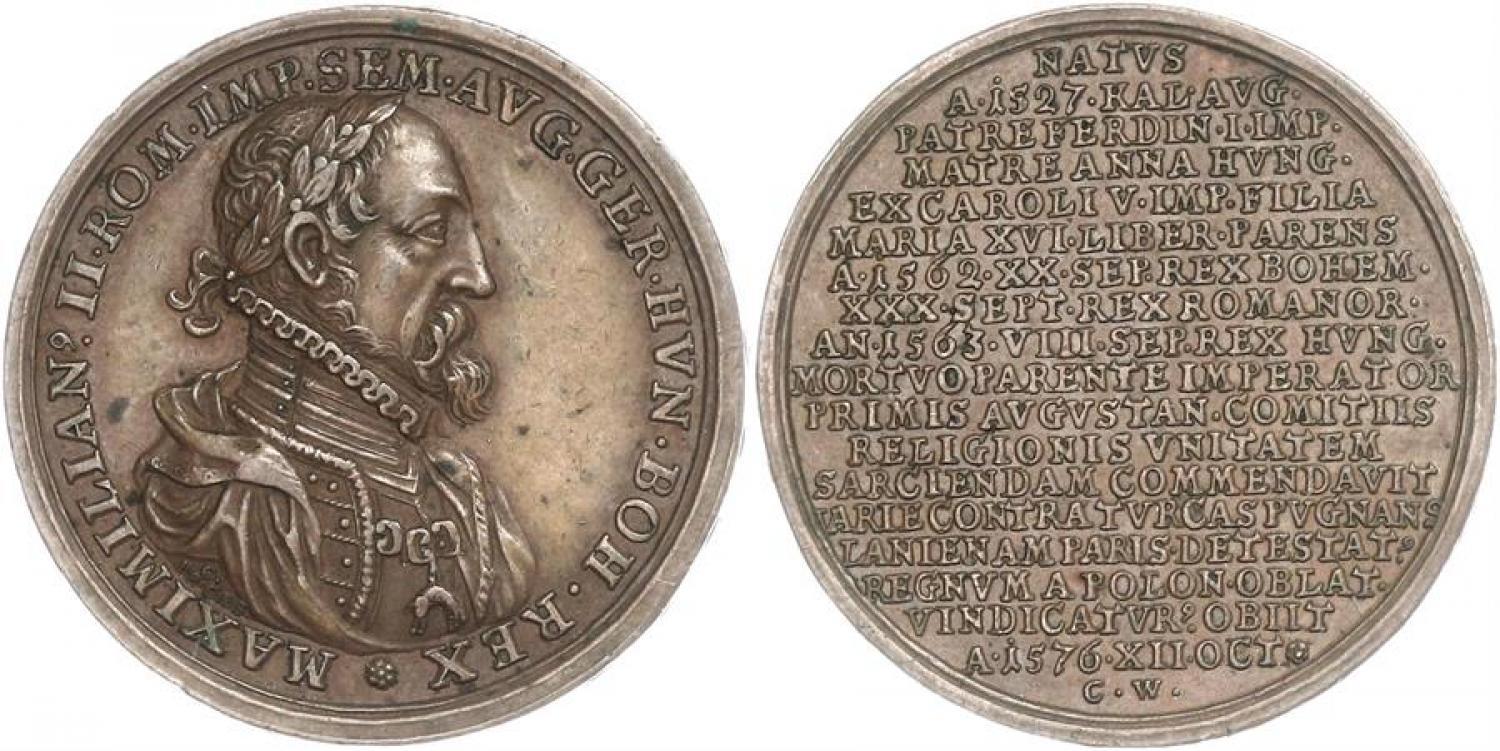 MAXIMILIANꝰ·II·ROM·IMP·SEM·AVG·GER·HVN·BOH·REX
NATVS
A·1527·KAL·AVG·
PATRE FERDIN·I·IMP·
MATRE ANNA HVNG·
EX CAROLI V·IMP·FILIA
MARIA XVI·LIBER·PARENS
A·1562·XX·SEP·REX BOHEM·
XXX·SEPT·REX ROMANOR·
AN·1563·VIII·SEP·REX HVNG·
MORTVO PARENTE IMPERATOR
PRIMIS AVGVSTAN·COMITIIS
RELIGIONIS VNITATEM
SARCIENDAM COMMENDAVIT
VARIE CONTRA TVRCAS PVGNANS
LANIENAM PARIS·DETESTATꝰ
REGNVM A POLON·OBLAT·
VINDICATVRꝰ·OBIIT
A·1576·XII·OCT
C·W·